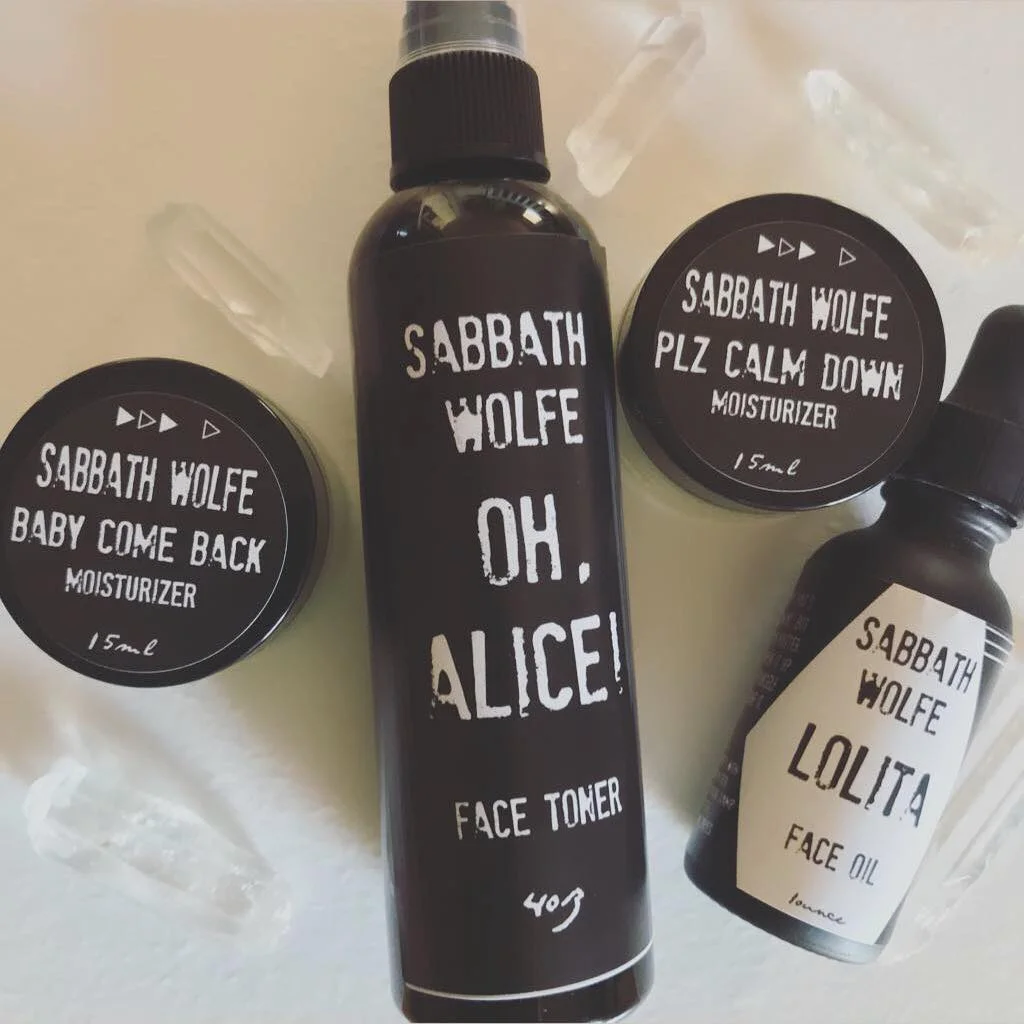 SABBATH WOLFE
BABY COME BACK
MOISTURIZER
15ml
SABBATH
WOLFE
OH,
ALICE!
FACE TONER
4oz
SABBATH WOLFE
PLZ CALM DOWN
MOISTURIZER
15ml
SABBATH
WOLFE
LOLITA
FACE OIL
1ounce